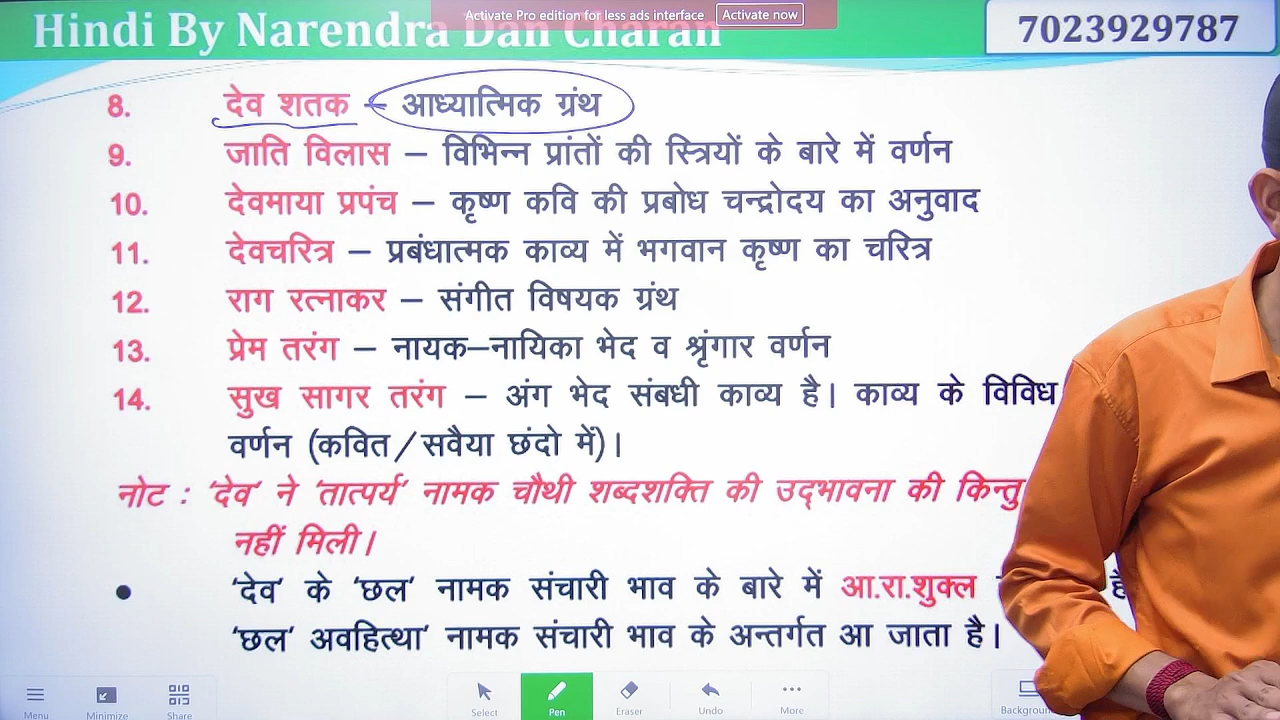 Activate Pro edition for less ads interface Activate now
Hindi By Narendra Dan Charan 7023929787
8. देव शतक – आध्यात्मिक ग्रंथ
9. जाति विलास – विभिन्न प्रांतों की स्त्रियों के बारे में वर्णन
10. देवमाया प्रपंच – कृष्ण कवि की प्रबोध चन्द्रोदय का अनुवाद
11. देवचरित्र – प्रबंधात्मक काव्य में भगवान कृष्ण का चरित्र
12. राग रत्नाकर – संगीत विषयक ग्रंथ
13. प्रेम तरंग – नायक–नायिका भेद व श्रृंगार वर्णन
14. सुख सागर तरंग – अंग भेद संबधी काव्य है। काव्य के विविध
वर्णन (कवित/सवैया छंदो में)।
नोट : 'देव' ने 'तात्पर्य' नामक चौथी शब्दशक्ति की उद्भावना की किन्तु
नहीं मिली।
● 'देव' के 'छल' नामक संचारी भाव के बारे में आ.रा.शुक्ल
'छल' अवहित्था' नामक संचारी भाव के अन्तर्गत आ जाता है।
Menu Minimize Share Select Pen Eraser Undo More